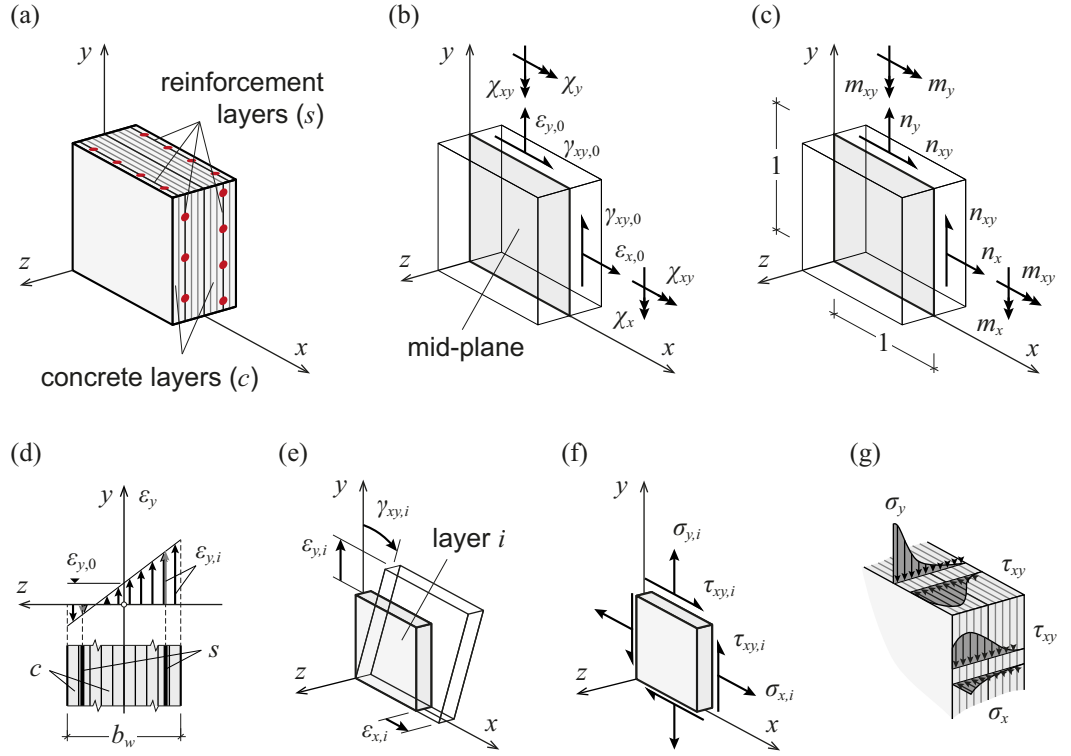 (a)
y
reinforcement
layers (s)
z
x
concrete layers (c)
(b)
y
χxy
χy
εy,0
γxy,0
γxy,0
εx,0
χxy
χx
z
mid-plane
x
(c)
y
mxy
my
ny
nxy
1
nxy
nx
mxy
mx
z
1
x
(d)
y
εy
εy,0
εy,i
z
c
s
bw
(e)
y
γxy,i
εy,i
layer i
z
εx,i
x
(f)
y
σy,i
τxy,i
τxy,i
z
σx,i
x
(g)
σy
τxy
τxy
σx